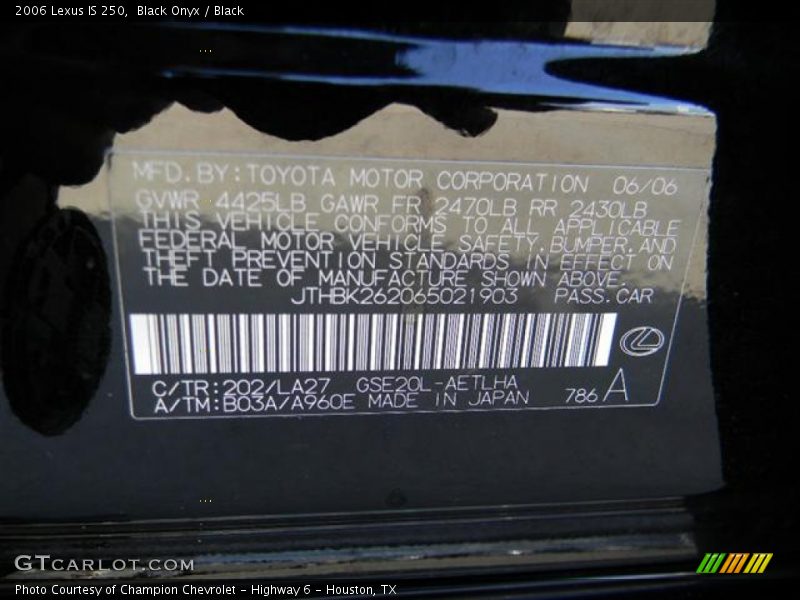 2006 Lexus IS 250,  Black Onyx / Black
MFD. BY: TOYOTA MOTOR CORPORATION 06/06
GVWR 4425LB GAWR FR 2470LB RR 2430LB
THIS VEHICLE CONFORMS TO ALL APPLICABLE
FEDERAL MOTOR VEHICLE SAFETY, BUMPER, AND
THEFT PREVENTION STANDARDS IN EFFECT ON
THE DATE OF MANUFACTURE SHOWN ABOVE.
JTHBK262065021903 PASS. CAR
C/TR: 202/LA27 GSE20L-AETLHA
A/TM: B03A/A960E MADE IN JAPAN 786 A
GTCARLOT.COM
Photo Courtesy of Champion Chevrolet - Highway 6 - Houston, TX